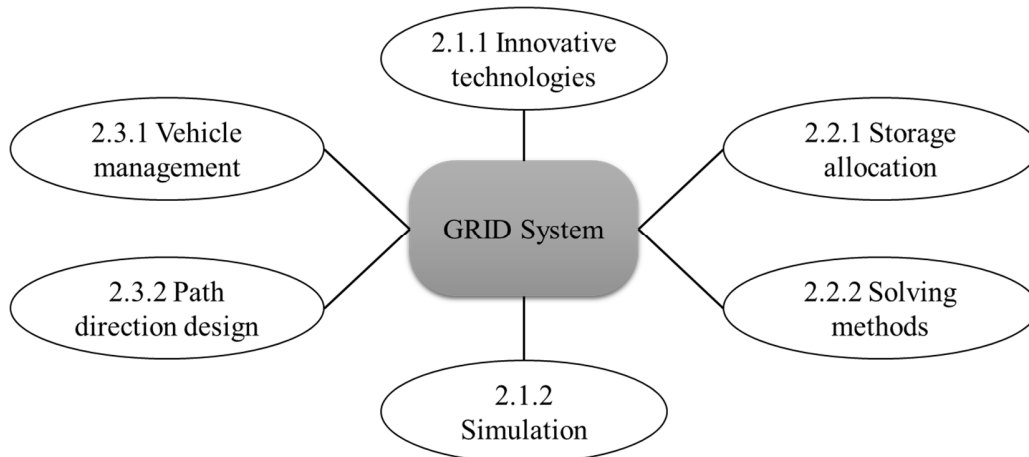 2.1.1 Innovative
technologies
2.3.1 Vehicle
management
2.2.1 Storage
allocation
GRID System
2.3.2 Path
direction design
2.2.2 Solving
methods
2.1.2
Simulation